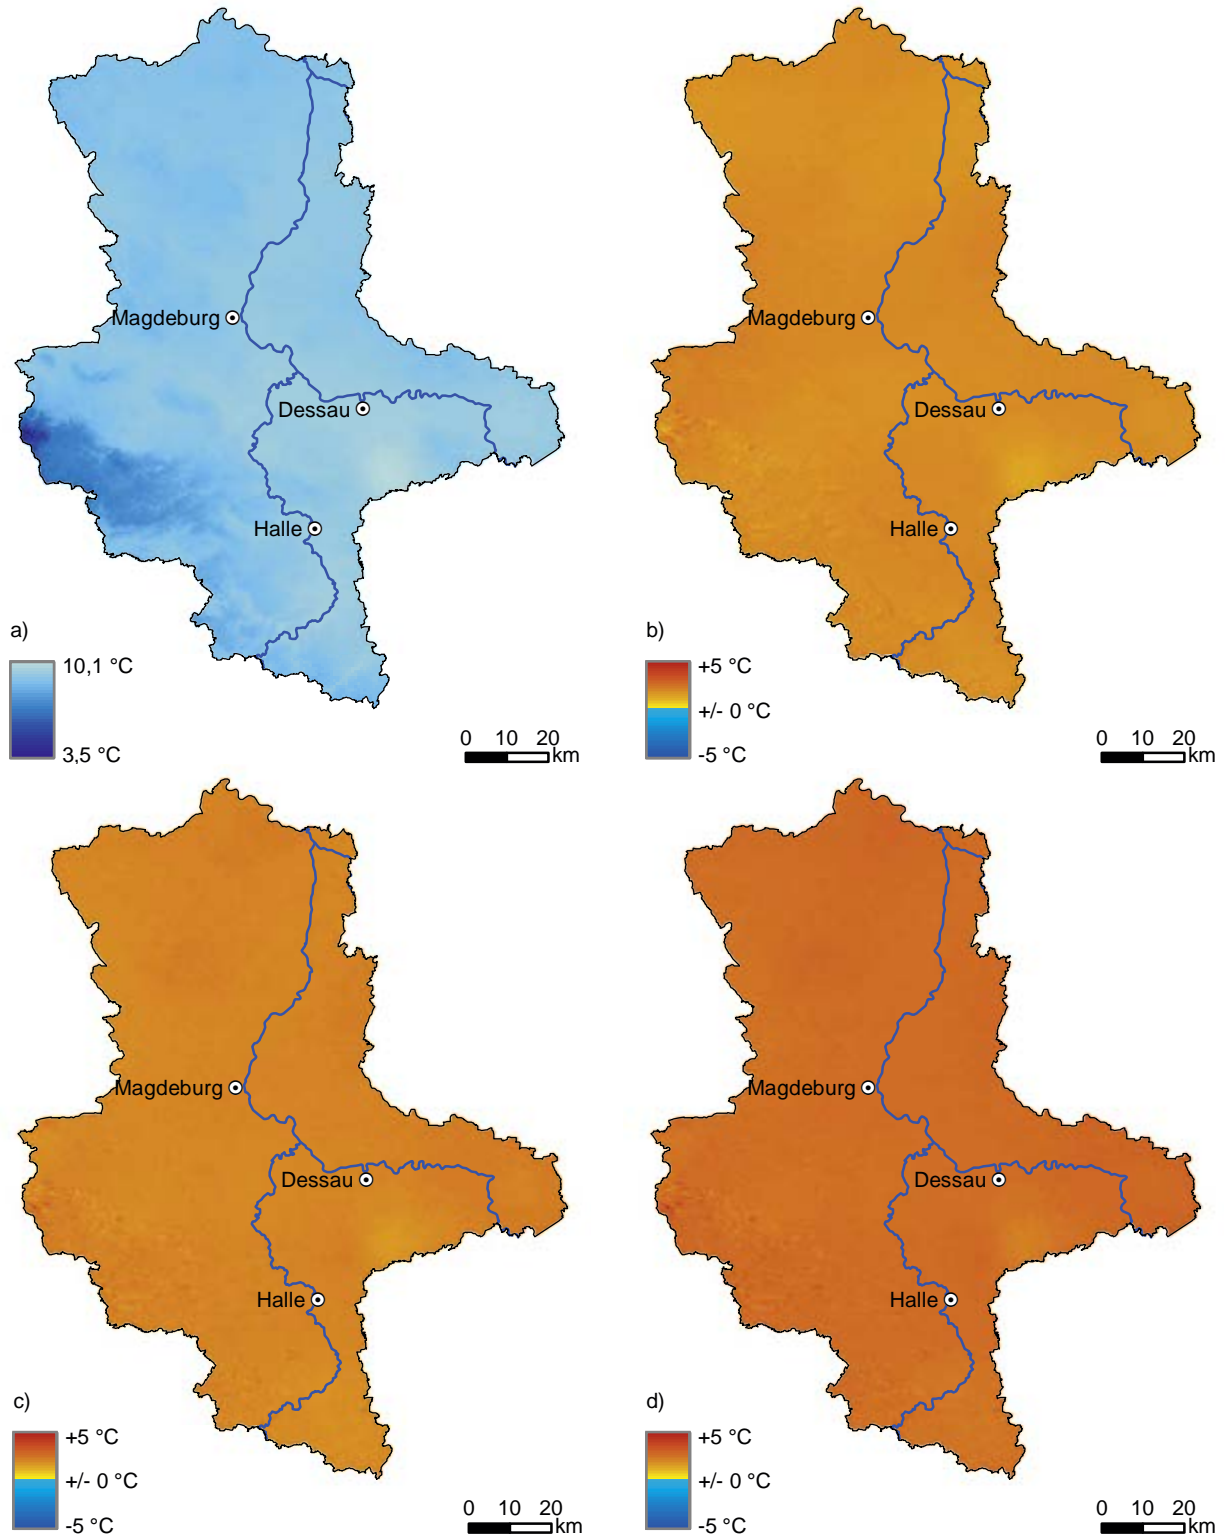 Magdeburg
Dessau
Halle
a)
10,1 °C
3,5 °C
0 10 20
km
Magdeburg
Dessau
Halle
b)
+5 °C
+/- 0 °C
-5 °C
0 10 20
km
Magdeburg
Dessau
Halle
c)
+5 °C
+/- 0 °C
-5 °C
0 10 20
km
Magdeburg
Dessau
Halle
d)
+5 °C
+/- 0 °C
-5 °C
0 10 20
km